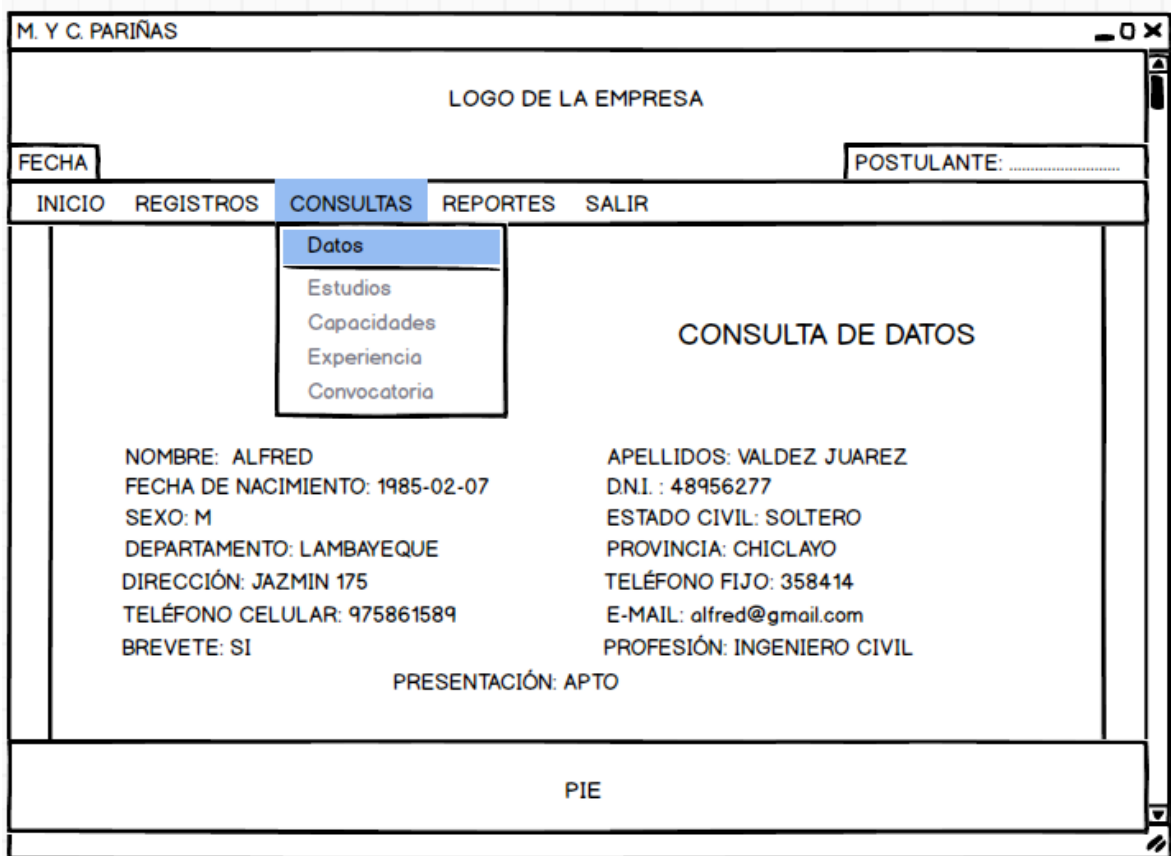 M. Y C. PARIÑAS
LOGO DE LA EMPRESA
FECHA
POSTULANTE: ............................
INICIO REGISTROS CONSULTAS REPORTES SALIR
Datos
Estudios
Capacidades
Experiencia
Convocatoria
CONSULTA DE DATOS
NOMBRE: ALFRED APELLIDOS: VALDEZ JUAREZ
FECHA DE NACIMIENTO: 1985-02-07 D.N.I. : 48956277
SEXO: M ESTADO CIVIL: SOLTERO
DEPARTAMENTO: LAMBAYEQUE PROVINCIA: CHICLAYO
DIRECCIÓN: JAZMIN 175 TELÉFONO FIJO: 358414
TELÉFONO CELULAR: 975861589 E-MAIL: alfred@gmail.com
BREVETE: SI PROFESIÓN: INGENIERO CIVIL
PRESENTACIÓN: APTO
PIE